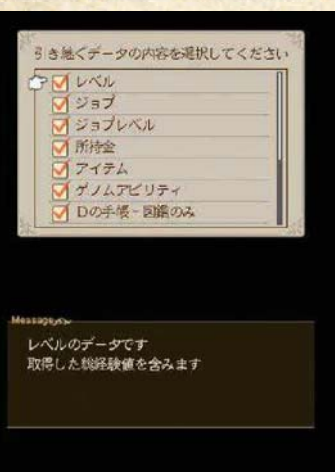 引き継ぐデータの内容を選択してください
レベル
ジョブ
ジョブレベル
所持金
アイテム
ゲノムアビリティ
Dの手帳-図鑑のみ
Message
レベルのデータです
取得した総経験値を含みます